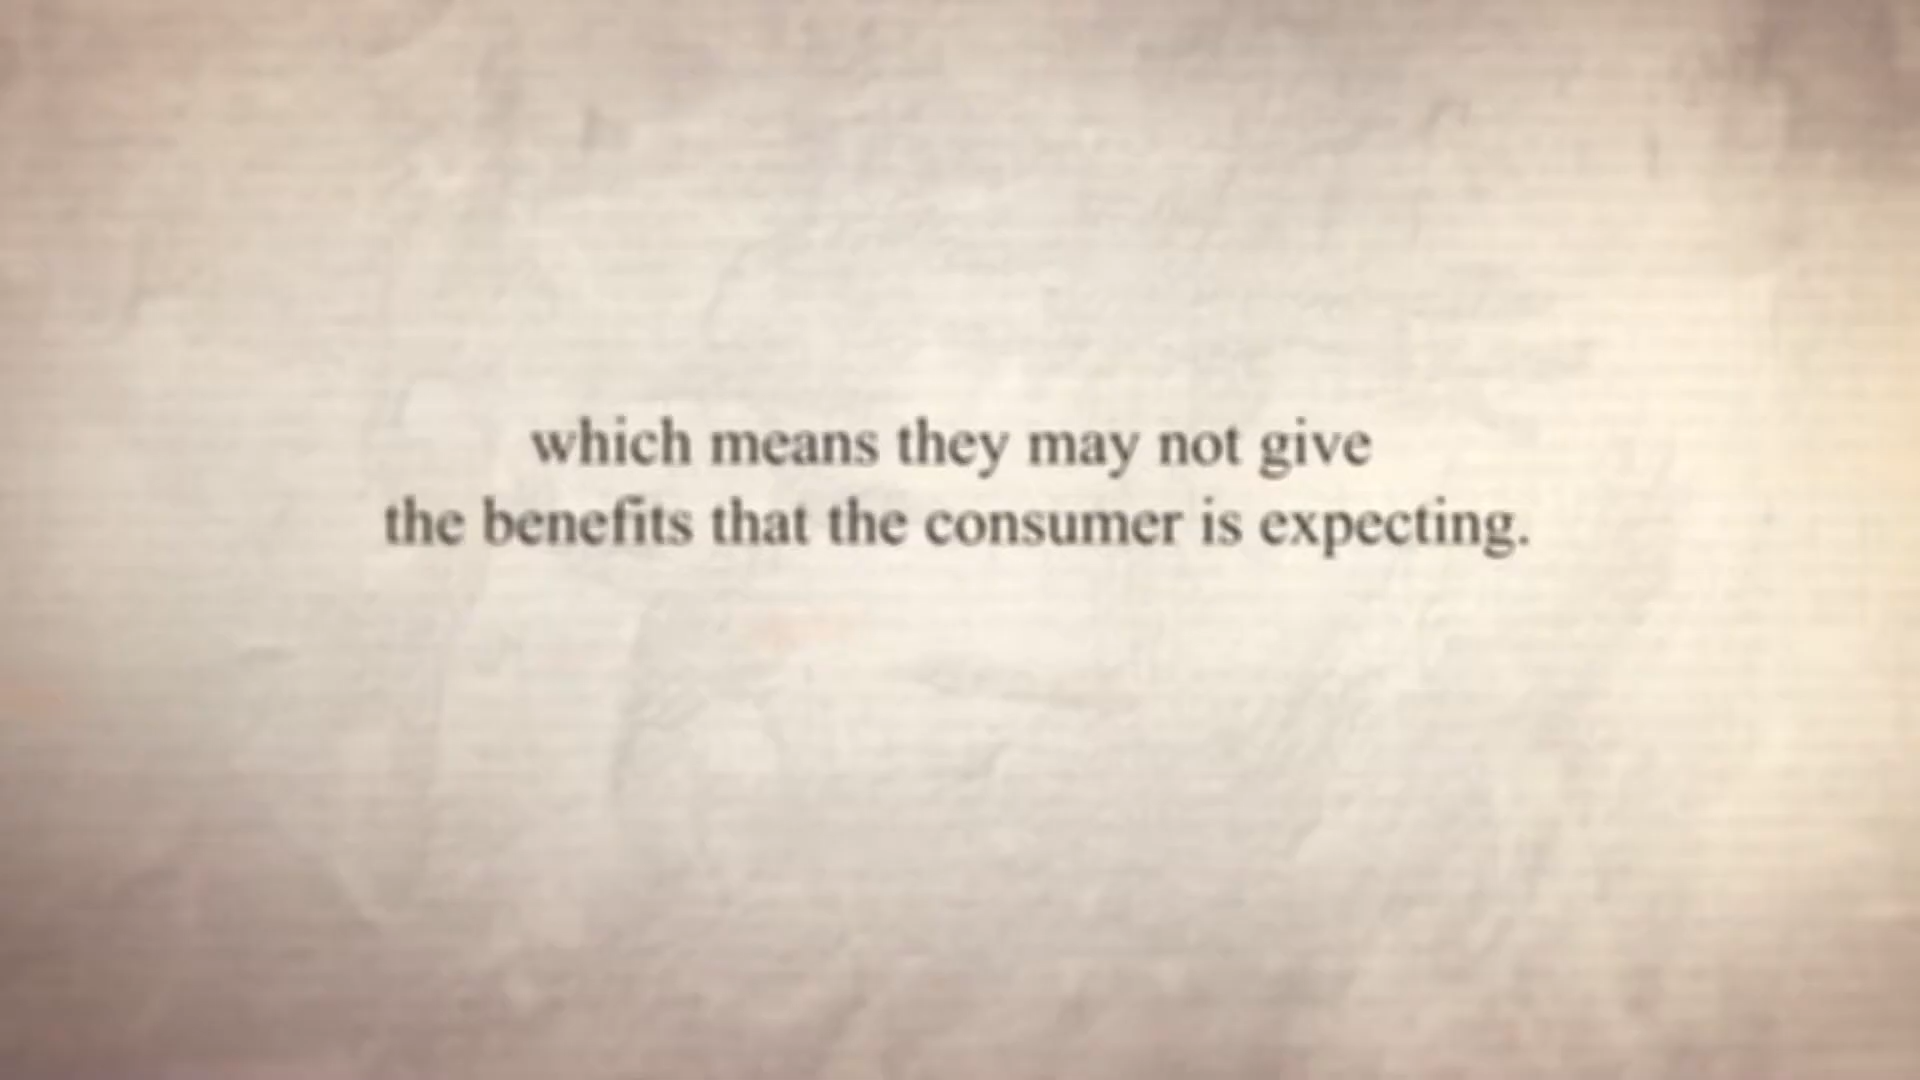 which means they may not give
the benefits that the consumer is expecting.